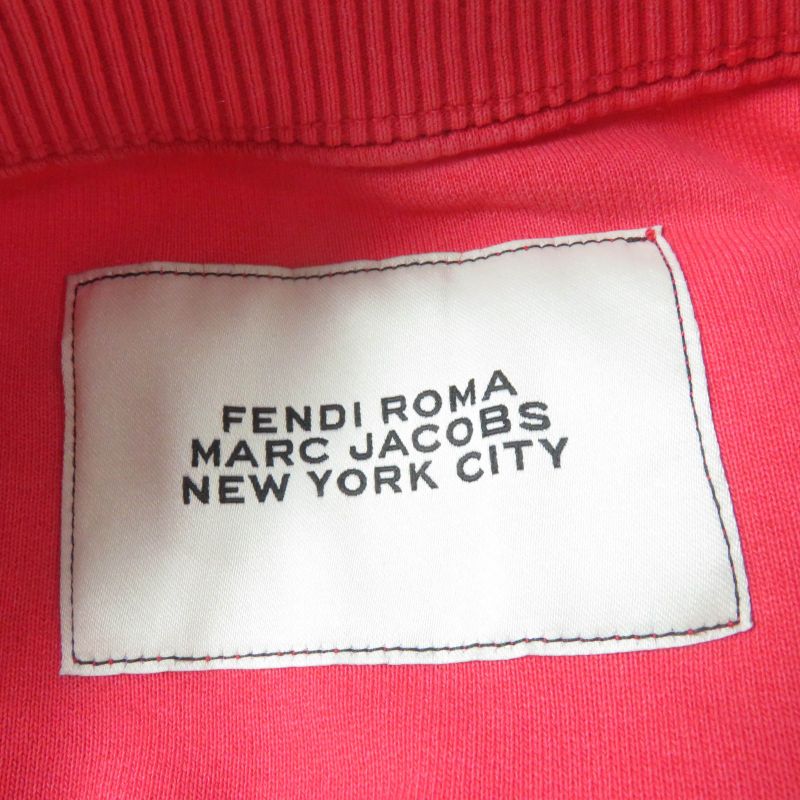 FENDI ROMA
MARC JACOBS
NEW YORK CITY